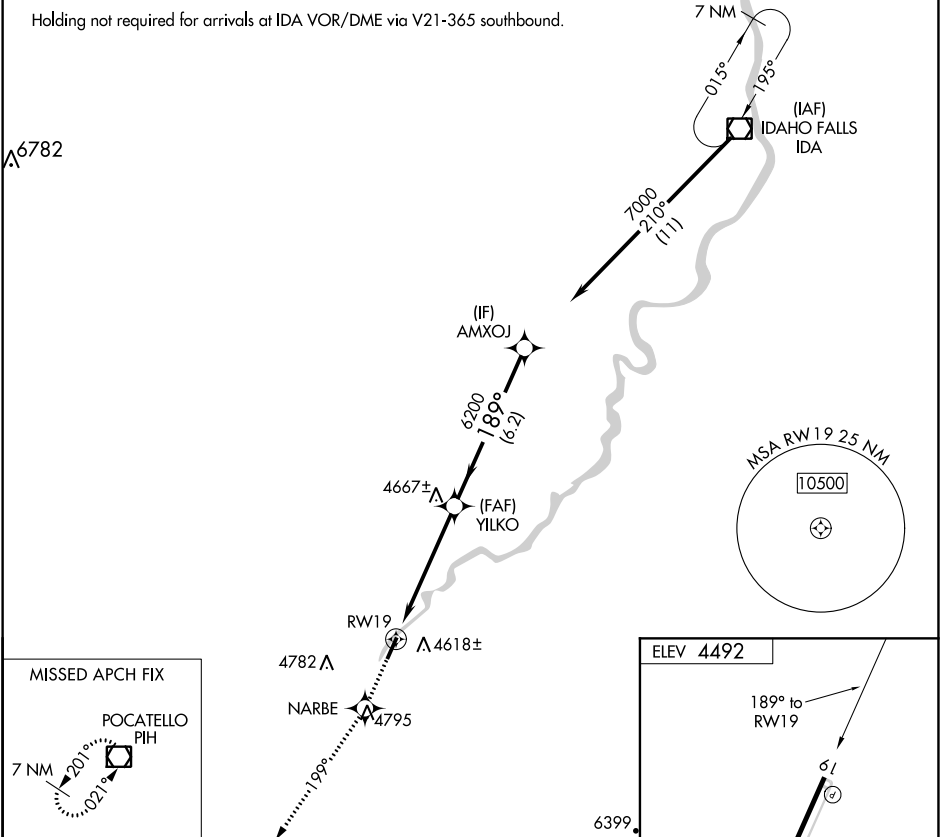 Holding not required for arrivals at IDA VOR/DME via V21-365 southbound.
7 NM
015°
195°
(IAF)
IDAHO FALLS
IDA
6782
7000
210°
(11)
(IF)
AMXOJ
6200
189°
(6.2)
MSA RW19 25 NM
10500
4667±
(FAF)
YILKO
RW19
4618±
4782
NARBE
4795
199°
MISSED APCH FIX
POCATELLO
PIH
7 NM
201°
021°
ELEV 4492
189° to
RW19
19
P
6399